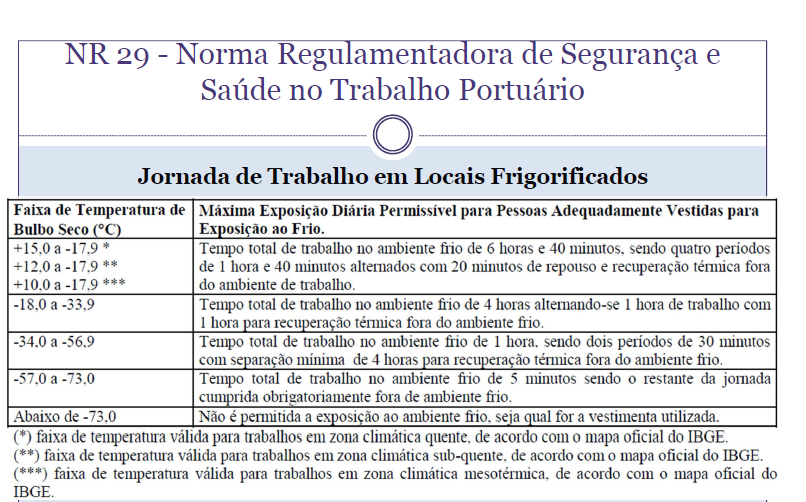 NR 29 - Norma Regulamentadora de Segurança e
Saúde no Trabalho Portuário
Jornada de Trabalho em Locais Frigorificados
Faixa de Temperatura de
Bulbo Seco (°C)
Máxima Exposição Diária Permissível para Pessoas Adequadamente Vestidas para
Exposição ao Frio.
+15,0 a -17,9 *
+12,0 a -17,9 **
+10,0 a -17,9 ***
Tempo total de trabalho no ambiente frio de 6 horas e 40 minutos, sendo quatro períodos
de 1 hora e 40 minutos alternados com 20 minutos de repouso e recuperação térmica fora
do ambiente de trabalho.
-18,0 a -33,9
Tempo total de trabalho no ambiente frio de 4 horas alternando-se 1 hora de trabalho com
1 hora para recuperação térmica fora do ambiente frio.
-34,0 a -56,9
Tempo total de trabalho no ambiente frio de 1 hora, sendo dois períodos de 30 minutos
com separação mínima de 4 horas para recuperação térmica fora do ambiente frio.
-57,0 a -73,0
Tempo total de trabalho no ambiente frio de 5 minutos sendo o restante da jornada
cumprida obrigatoriamente fora de ambiente frio.
Abaixo de -73,0
Não é permitida a exposição ao ambiente frio, seja qual for a vestimenta utilizada.
(*) faixa de temperatura válida para trabalhos em zona climática quente, de acordo com o mapa oficial do IBGE.
(**) faixa de temperatura válida para trabalhos em zona climática sub-quente, de acordo com o mapa oficial do IBGE.
(***) faixa de temperatura válida para trabalhos em zona climática mesotérmica, de acordo com o mapa oficial do
IBGE.